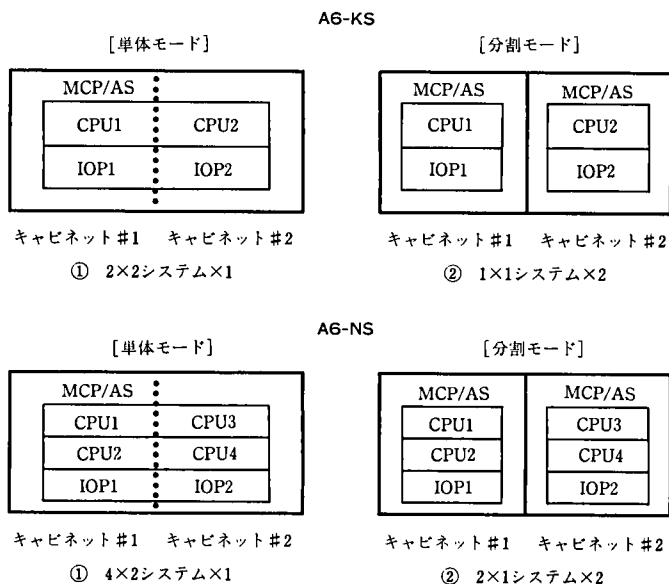 A6-KS
[単体モード]
[分割モード]
MCP/AS
CPU1 CPU2
IOP1 IOP2
キャビネット#1 キャビネット#2
① 2×2システム×1
MCP/AS MCP/AS
CPU1 CPU2
IOP1 IOP2
キャビネット#1 キャビネット#2
② 1×1システム×2
A6-NS
[単体モード]
[分割モード]
MCP/AS
CPU1 CPU3
CPU2 CPU4
IOP1 IOP2
キャビネット#1 キャビネット#2
① 4×2システム×1
MCP/AS MCP/AS
CPU1 CPU3
CPU2 CPU4
IOP1 IOP2
キャビネット#1 キャビネット#2
② 2×1システム×2